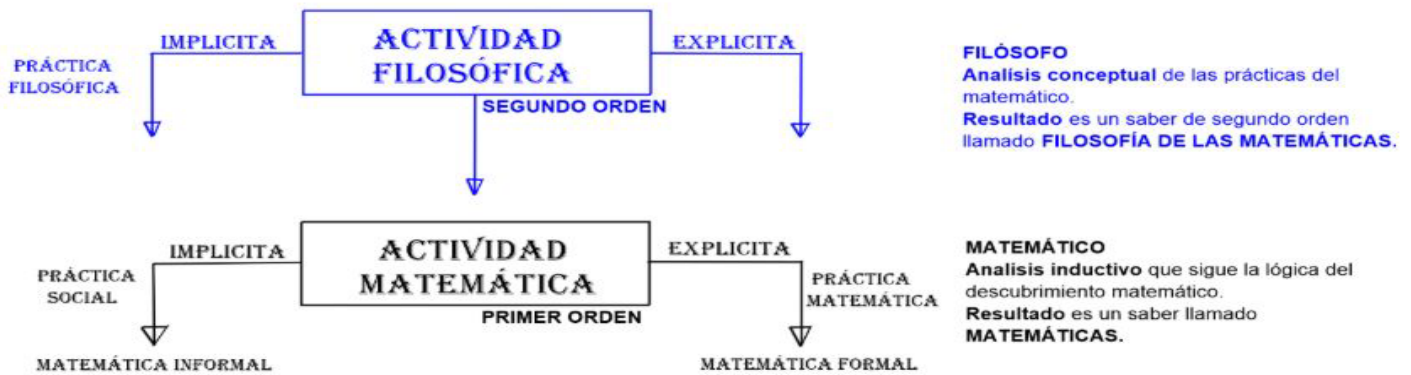 IMPLICITA
ACTIVIDAD
FILOSÓFICA
EXPLICITA
PRÁCTICA
FILOSÓFICA
SEGUNDO ORDEN
FILÓSOFO
Analisis conceptual de las prácticas del
matemático.
Resultado es un saber de segundo orden
llamado FILOSOFÍA DE LAS MATEMÁTICAS.
IMPLICITA
ACTIVIDAD
MATEMÁTICA
EXPLICITA
PRÁCTICA
SOCIAL
PRÁCTICA
MATEMÁTICA
PRIMER ORDEN
MATEMÁTICA INFORMAL
MATEMÁTICA FORMAL
MATEMÁTICO
Analisis inductivo que sigue la lógica del
descubrimiento matemático.
Resultado es un saber llamado
MATEMÁTICAS.